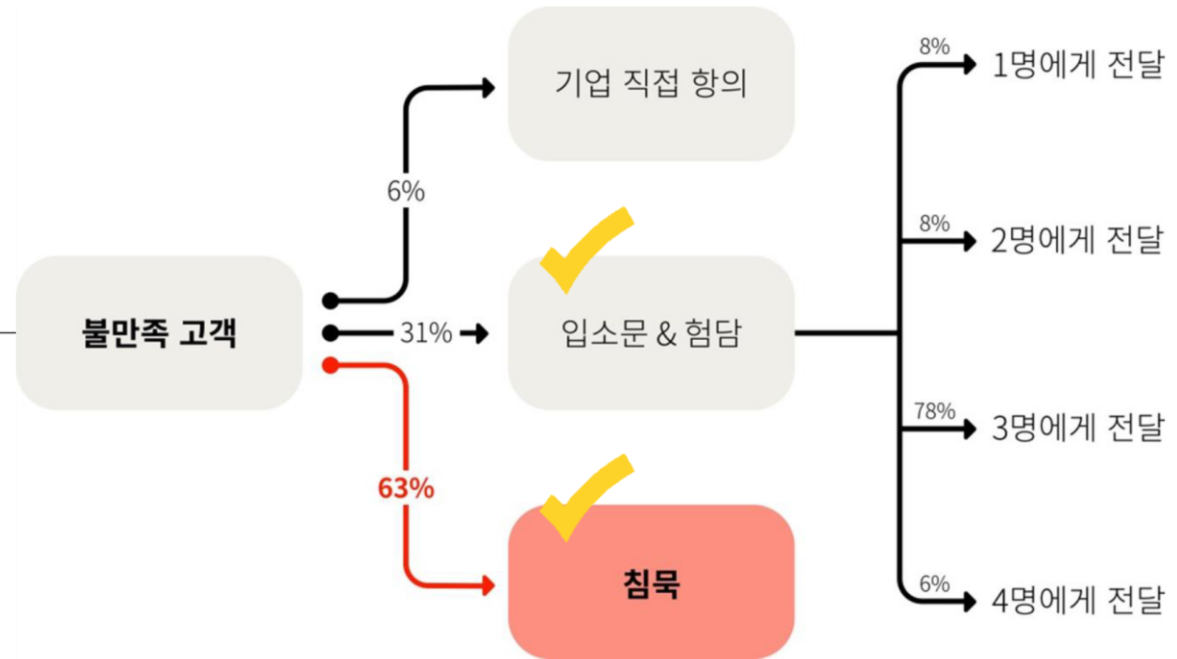 기업 직접 항의
6%
불만족 고객
31%
입소문 & 험담
63%
침묵
8%
1명에게 전달
8%
2명에게 전달
78%
3명에게 전달
6%
4명에게 전달